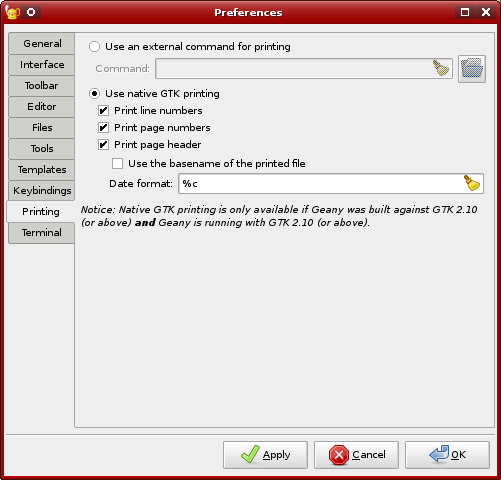 Preferences
General
Interface
Toolbar
Editor
Files
Tools
Templates
Keybindings
Printing
Terminal
Use an external command for printing
Command:
Use native GTK printing
Print line numbers
Print page numbers
Print page header
Use the basename of the printed file
Date format: %c
Notice: Native GTK printing is only available if Geany was built against GTK 2.10
(or above) and Geany is running with GTK 2.10 (or above).
Apply
Cancel
OK